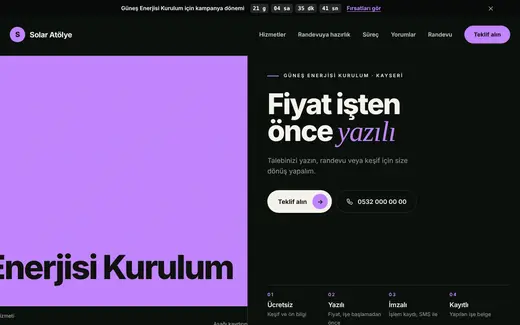 Güneş Enerjisi Kurulum için kampanya dönemi 21 g 04 sa 35 dk 41 sn Fırsatları gör ×
S Solar Atölye Hizmetler Randevuya hazırlık Süreç Yorumlar Randevu Teklif alın
GÜNEŞ ENERJİSİ KURULUM · KAYSERİ
Fiyat işten
önce yazılı
Talebinizi yazın, randevu veya keşif için size
dönüş yapalım.
Teklif alın → 0532 000 00 00
Enerjisi Kurulum
01 02 03 04
Ücretsiz Yazılı İmzalı Kayıtlı
Keşif ve ön bilgi Fiyat, işe başlamadan önce İşlem kaydı, SMS ile Yapılan işe belge